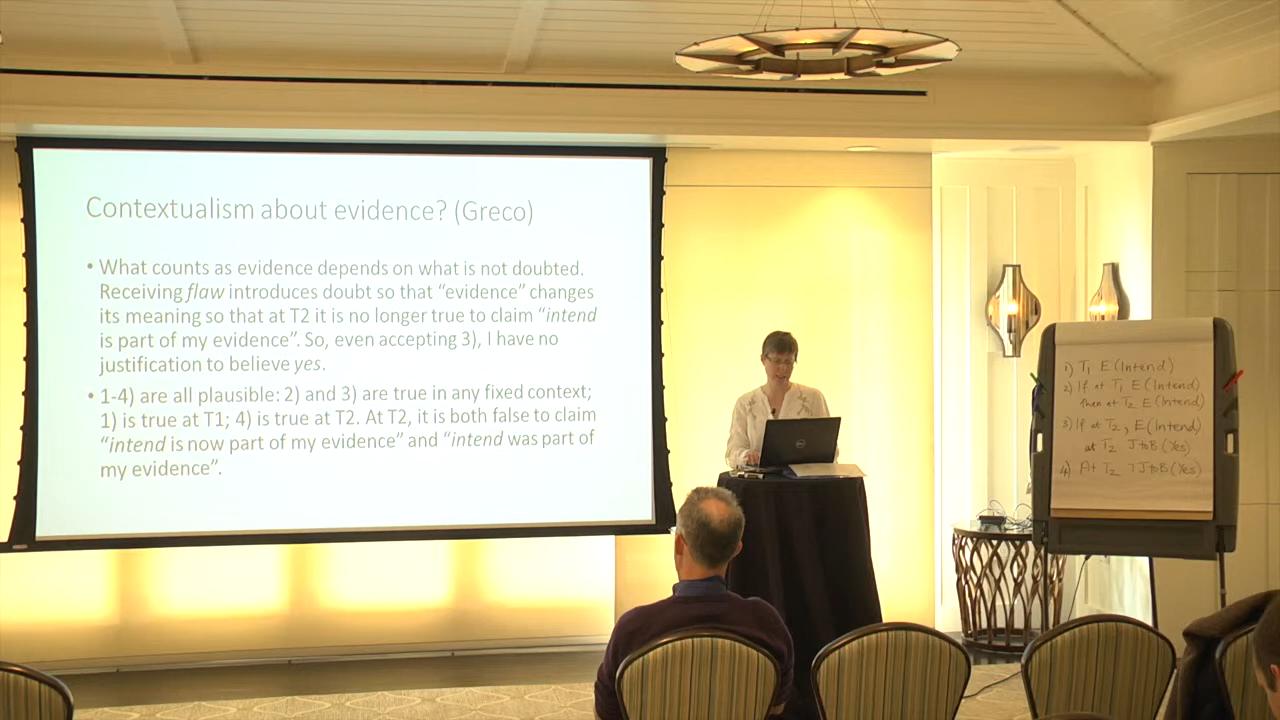 Contextualism about evidence? (Greco)
• What counts as evidence depends on what is not doubted.
Receiving flaw introduces doubt so that “evidence” changes
its meaning so that at T2 it is no longer true to claim “intend
is part of my evidence”. So, even accepting 3), I have no
justification to believe yes.
• 1-4) are all plausible: 2) and 3) are true in any fixed context;
1) is true at T1; 4) is true at T2. At T2, it is both false to claim
“intend is now part of my evidence” and “intend was part of
my evidence”.
DELL
1) T1 E(Intend)
2) If at T1 E(Intend)
then at T2 E(Intend)
3) If at T2, E(Intend)
at T2 JtoB(Yes)
4) At T2 ¬JtoB(Yes)